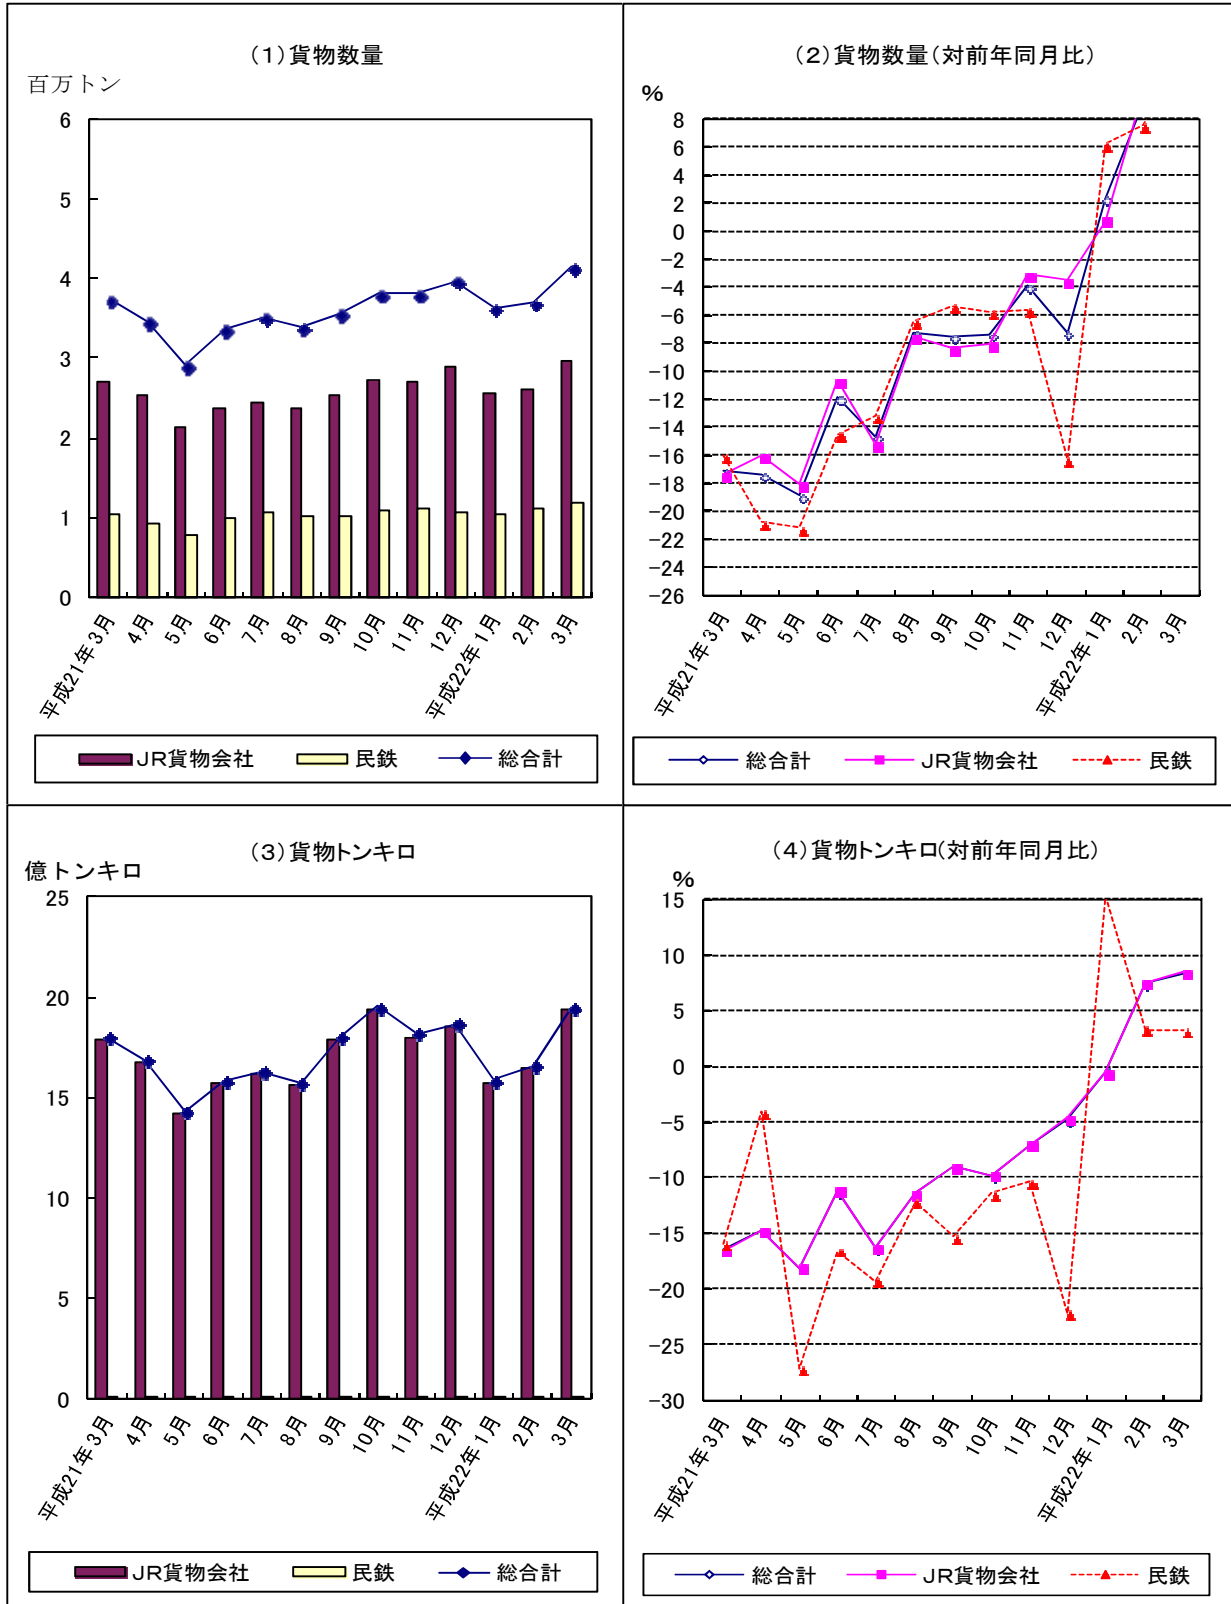 (1)貨物数量
百万トン
6
5
4
3
2
1
0
平成21年3月
4月
5月
6月
7月
8月
9月
10月
11月
12月
平成22年1月
2月
3月
JR貨物会社 民鉄 総合計
(2)貨物数量(対前年同月比)
%
8
6
4
2
0
-2
-4
-6
-8
-10
-12
-14
-16
-18
-20
-22
-24
-26
平成21年3月
4月
5月
6月
7月
8月
9月
10月
11月
12月
平成22年1月
2月
3月
総合計 JR貨物会社 民鉄
(3)貨物トンキロ
億トンキロ
25
20
15
10
5
0
平成21年3月
4月
5月
6月
7月
8月
9月
10月
11月
12月
平成22年1月
2月
3月
JR貨物会社 民鉄 総合計
(4)貨物トンキロ(対前年同月比)
%
15
10
5
0
-5
-10
-15
-20
-25
-30
平成21年3月
4月
5月
6月
7月
8月
9月
10月
11月
12月
平成22年1月
2月
3月
総合計 JR貨物会社 民鉄